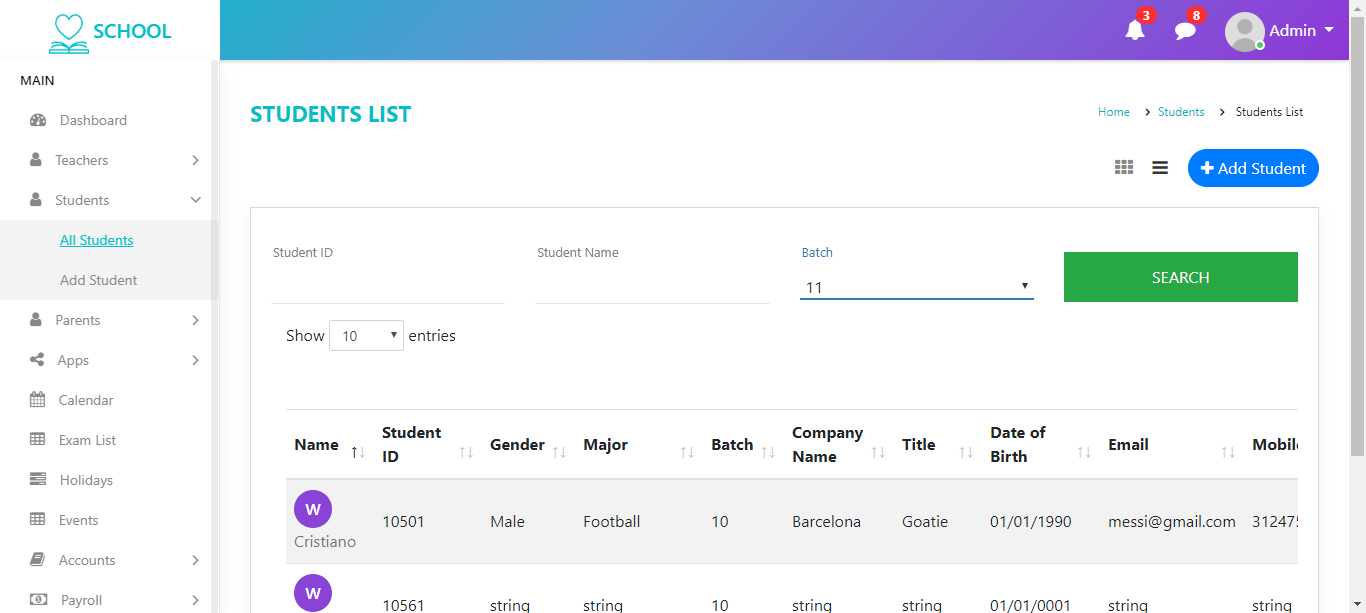 SCHOOL
3
8
Admin
MAIN
Dashboard
Teachers
Students
All Students
Add Student
Parents
Apps
Calendar
Exam List
Holidays
Events
Accounts
Payroll
STUDENTS LIST
Home > Students > Students List
Add Student
Student ID
Student Name
Batch
11
SEARCH
Show 10 entries
Name Student ID Gender Major Batch Company Name Title Date of Birth Email Mobile
W
Cristiano 10501 Male Football 10 Barcelona Goatie 01/01/1990 messi@gmail.com 31247
W
10561 string string 10 string string 01/01/0001 string string